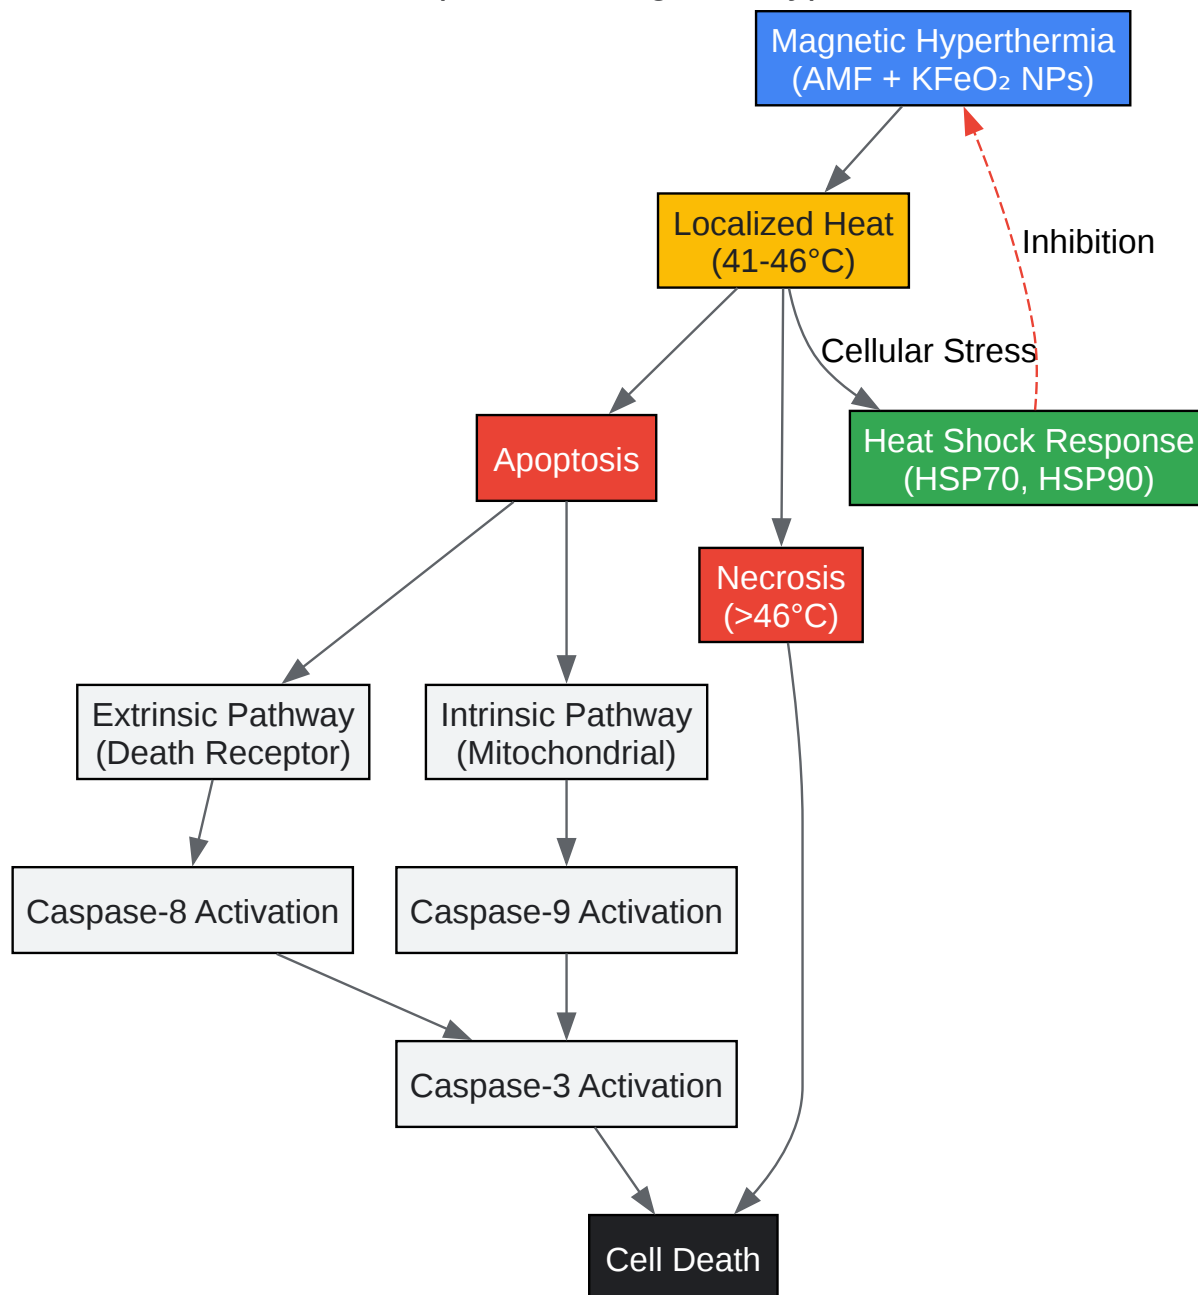 Magnetic Hyperthermia
(AMF + KFeO₂ NPs)
Localized Heat
(41-46°C)
Inhibition
Cellular Stress
Heat Shock Response
(HSP70, HSP90)
Apoptosis
Necrosis
(>46°C)
Extrinsic Pathway
(Death Receptor)
Intrinsic Pathway
(Mitochondrial)
Caspase-8 Activation
Caspase-9 Activation
Caspase-3 Activation
Cell Death